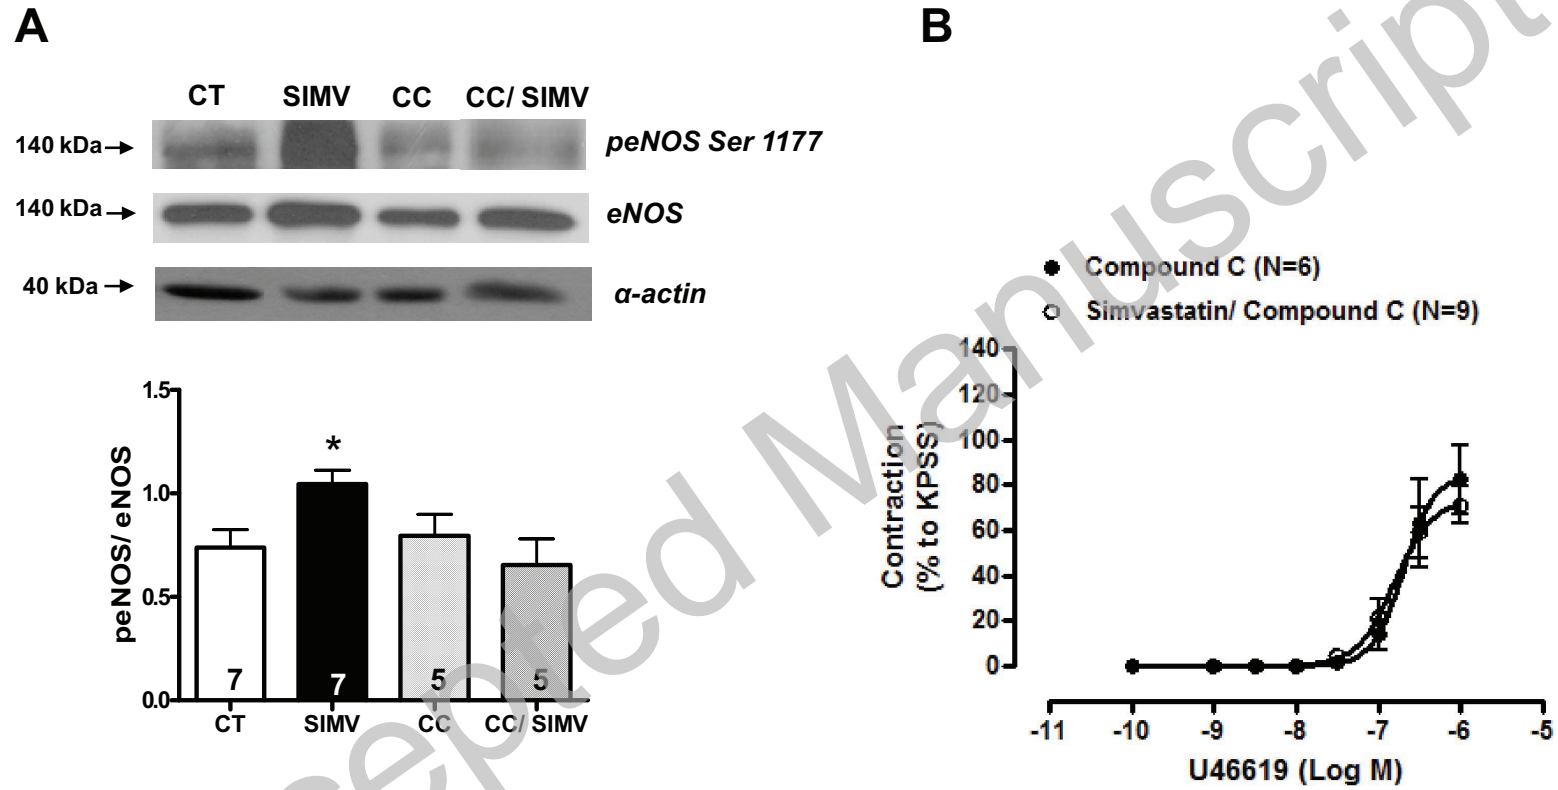 A
CT SIMV CC CC/ SIMV
140 kDa peNOS Ser 1177
140 kDa eNOS
40 kDa α-actin
peNOS/ eNOS
1.5
1.0
0.5
0.0
*
7 7 5 5
CT SIMV CC CC/ SIMV
B
Compound C (N=6)
Simvastatin/ Compound C (N=9)
Contraction
(% to KPSS)
140
120
100
80
60
40
20
0
-11 -10 -9 -8 -7 -6 -5
U46619 (Log M)
epted Manuscript